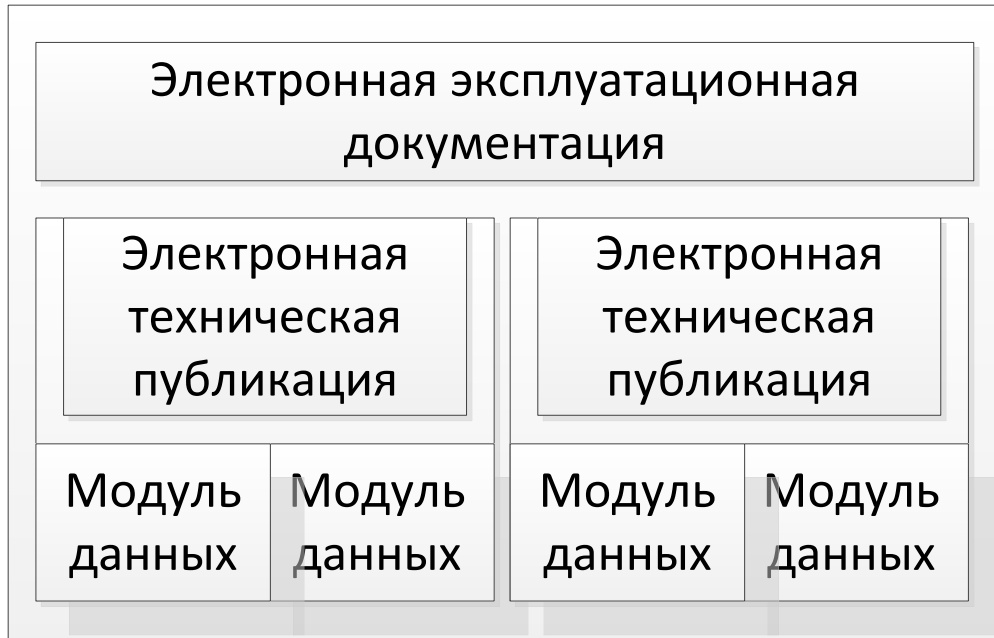 Электронная эксплуатационная
документация
Электронная
техническая
публикация
Электронная
техническая
публикация
Модуль
данных
Модуль
данных
Модуль
данных
Модуль
данных